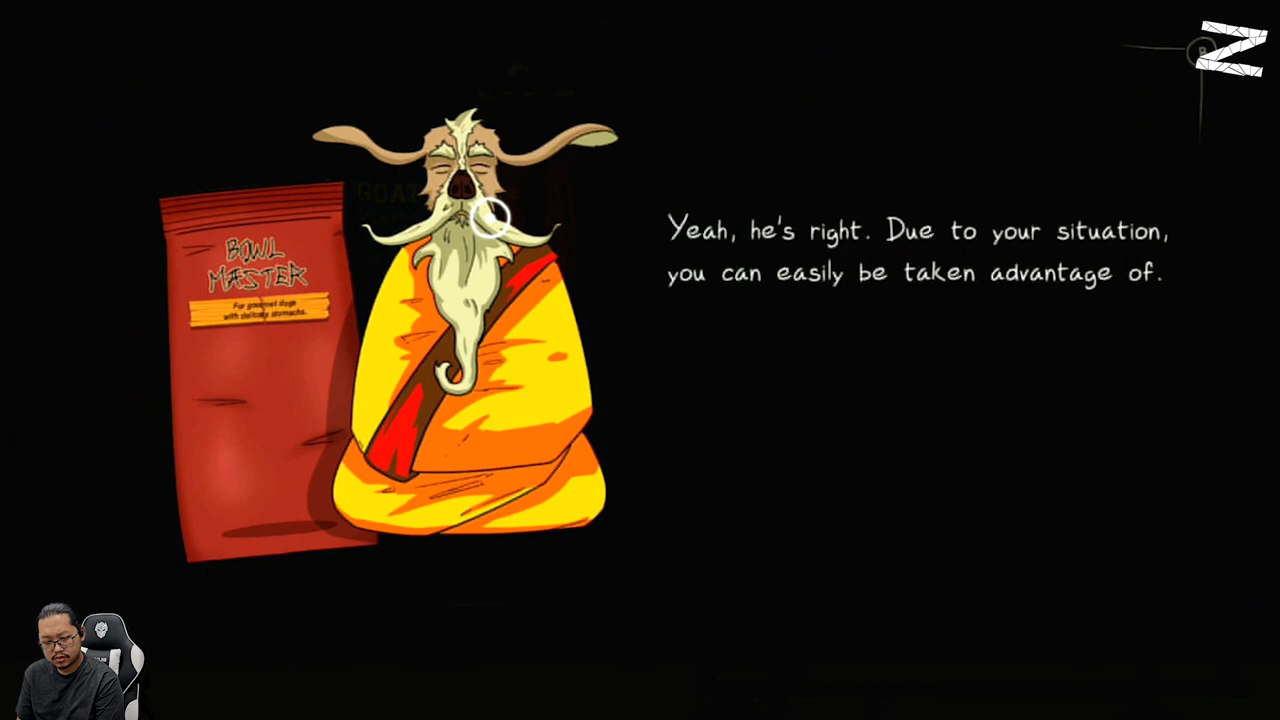 BOWL
MASTER
For gourmet dogs
with delicate stomachs.
Yeah, he's right. Due to your situation,
you can easily be taken advantage of.